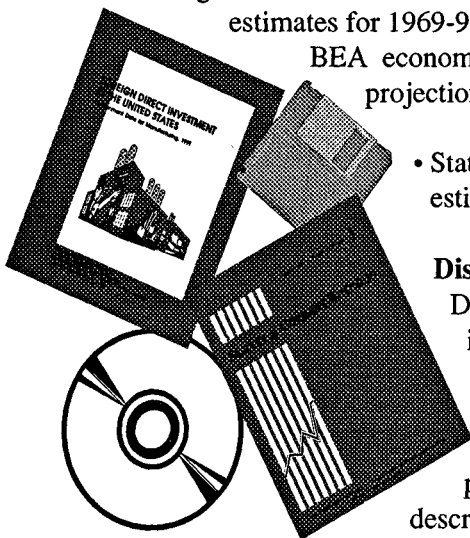 estimates for 1969-9
BEA econom
projection
• Stat
esti
Dis
D
i
p
descr
FOREIGN DIRECT INVESTMENT
IN THE UNITED STATES